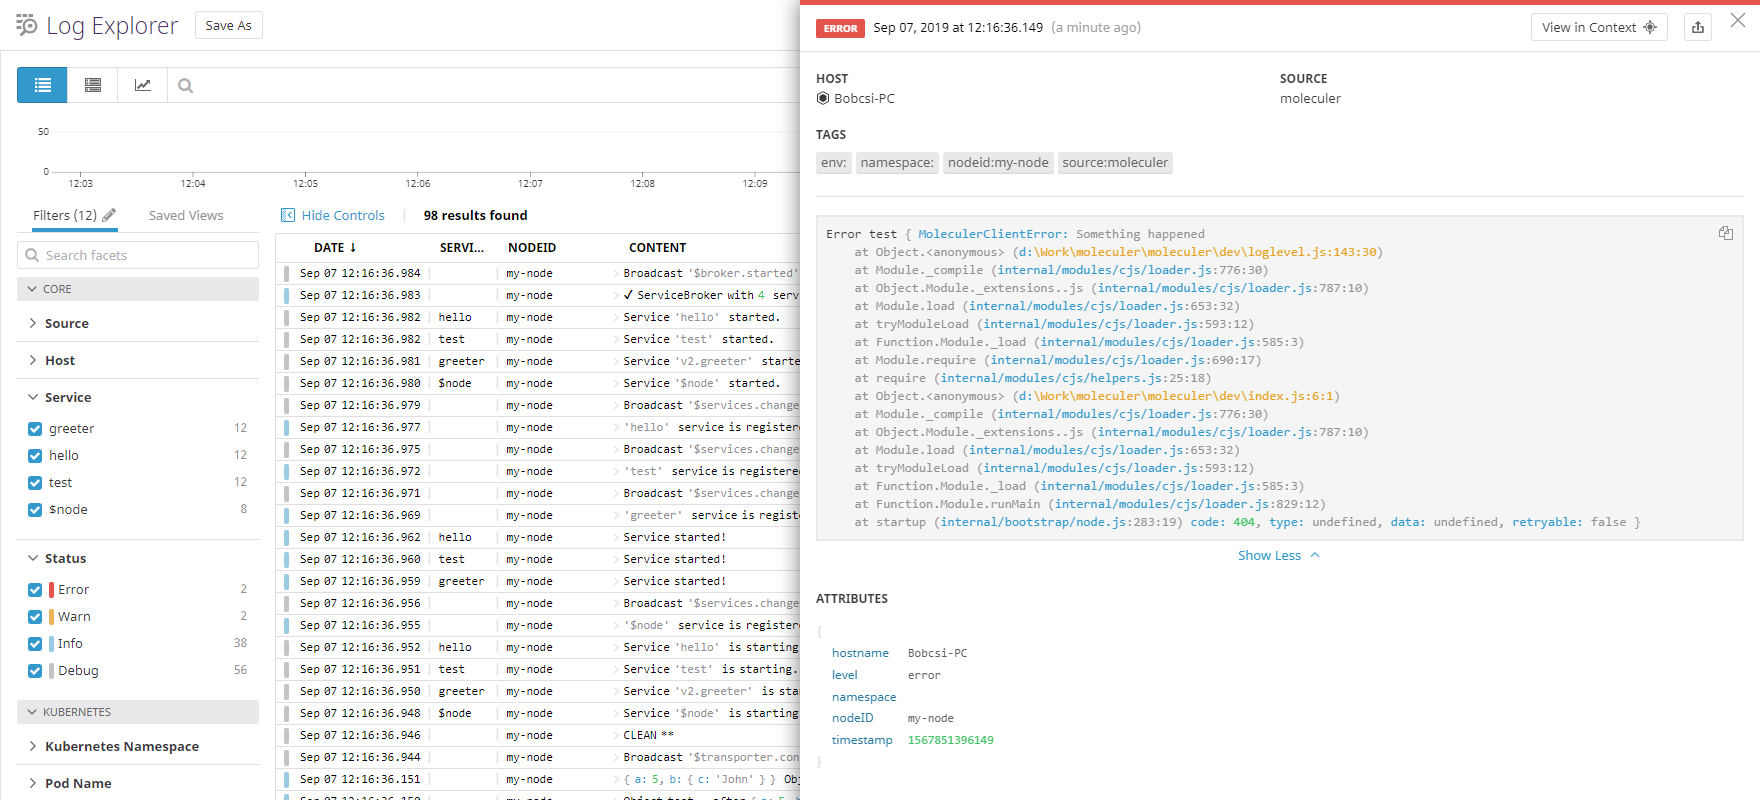 Log Explorer
Save As
50
0
12:03 12:04 12:05 12:06 12:07 12:08 12:09
Filters (12) Saved Views
Search facets
CORE
Source
Host
Service
greeter 12
hello 12
test 12
$node 8
Status
Error 2
Warn 2
Info 38
Debug 56
KUBERNETES
Kubernetes Namespace
Pod Name
Hide Controls 98 results found
DATE ↓ SERVI... NODEID CONTENT
Sep 07 12:16:36.984 my-node Broadcast '$broker.started'
Sep 07 12:16:36.983 my-node ✓ ServiceBroker with 4 serv
Sep 07 12:16:36.982 hello my-node Service 'hello' started.
Sep 07 12:16:36.982 test my-node Service 'test' started.
Sep 07 12:16:36.981 greeter my-node Service 'v2.greeter' starte
Sep 07 12:16:36.980 $node my-node Service '$node' started.
Sep 07 12:16:36.979 my-node Broadcast '$services.change
Sep 07 12:16:36.977 my-node 'hello' service is registere
Sep 07 12:16:36.975 my-node Broadcast '$services.change
Sep 07 12:16:36.972 my-node 'test' service is registered
Sep 07 12:16:36.971 my-node Broadcast '$services.change
Sep 07 12:16:36.969 my-node 'greeter' service is registe
Sep 07 12:16:36.962 hello my-node Service started!
Sep 07 12:16:36.960 test my-node Service started!
Sep 07 12:16:36.959 greeter my-node Service started!
Sep 07 12:16:36.956 my-node Broadcast '$services.change
Sep 07 12:16:36.955 my-node '$node' service is registere
Sep 07 12:16:36.952 hello my-node Service 'hello' is starting
Sep 07 12:16:36.951 test my-node Service 'test' is starting.
Sep 07 12:16:36.950 greeter my-node Service 'v2.greeter' is sta
Sep 07 12:16:36.948 $node my-node Service '$node' is starting
Sep 07 12:16:36.946 my-node CLEAN **
Sep 07 12:16:36.944 my-node Broadcast '$transporter.con
Sep 07 12:16:36.151 my-node { a: 5, b: { c: 'John' } } Obj
ERROR Sep 07, 2019 at 12:16:36.149 (a minute ago) View in Context
HOST SOURCE
Bobcsi-PC moleculer
TAGS
env: namespace: nodeid:my-node source:moleculer
Error test { MoleculerClientError: Something happened
at Object.<anonymous> (d:\Work\moleculer\moleculer\dev\loglevel.js:143:30)
at Module._compile (internal/modules/cjs/loader.js:776:30)
at Object.Module._extensions..js (internal/modules/cjs/loader.js:787:10)
at Module.load (internal/modules/cjs/loader.js:653:32)
at tryModuleLoad (internal/modules/cjs/loader.js:593:12)
at Function.Module._load (internal/modules/cjs/loader.js:585:3)
at Module.require (internal/modules/cjs/loader.js:690:17)
at require (internal/modules/cjs/helpers.js:25:18)
at Object.<anonymous> (d:\Work\moleculer\moleculer\dev\index.js:6:1)
at Module._compile (internal/modules/cjs/loader.js:776:30)
at Object.Module._extensions..js (internal/modules/cjs/loader.js:787:10)
at Module.load (internal/modules/cjs/loader.js:653:32)
at tryModuleLoad (internal/modules/cjs/loader.js:593:12)
at Function.Module._load (internal/modules/cjs/loader.js:585:3)
at Function.Module.runMain (internal/modules/cjs/loader.js:829:12)
at startup (internal/bootstrap/node.js:283:19) code: 404, type: undefined, data: undefined, retryable: false }
Show Less
ATTRIBUTES
{
hostname Bobcsi-PC
level error
namespace
nodeID my-node
timestamp 1567851396149
}